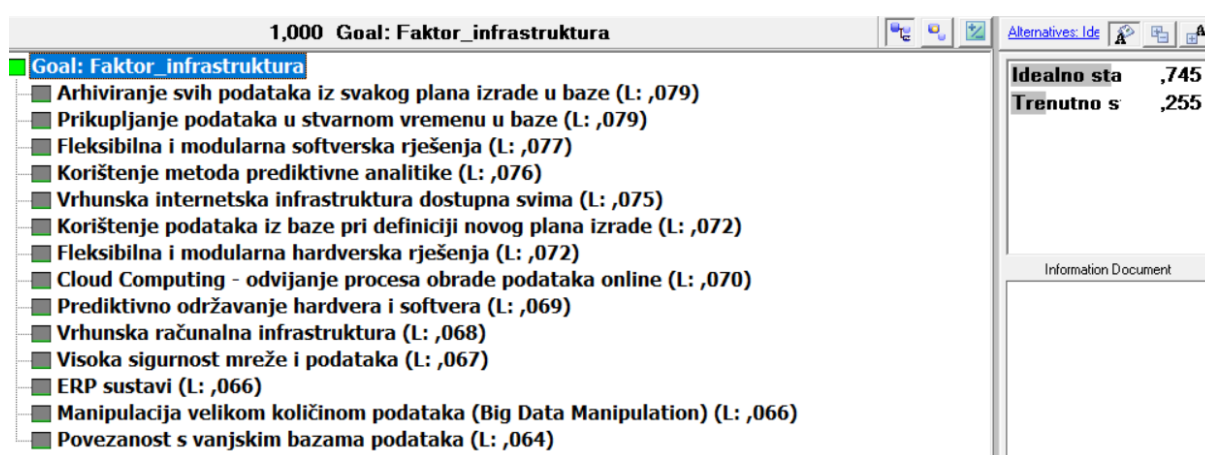 1,000 Goal: Faktor_infrastruktura
Alternatives: Ide
Goal: Faktor_infrastruktura
Arhiviranje svih podataka iz svakog plana izrade u baze (L: ,079)
Prikupljanje podataka u stvarnom vremenu u baze (L: ,079)
Fleksibilna i modularna softverska rješenja (L: ,077)
Korištenje metoda prediktivne analitike (L: ,076)
Vrhunska internetska infrastruktura dostupna svima (L: ,075)
Korištenje podataka iz baze pri definiciji novog plana izrade (L: ,072)
Fleksibilna i modularna hardverska rješenja (L: ,072)
Cloud Computing - odvijanje procesa obrade podataka online (L: ,070)
Prediktivno održavanje hardvera i softvera (L: ,069)
Vrhunska računalna infrastruktura (L: ,068)
Visoka sigurnost mreže i podataka (L: ,067)
ERP sustavi (L: ,066)
Manipulacija velikom količinom podataka (Big Data Manipulation) (L: ,066)
Povezanost s vanjskim bazama podataka (L: ,064)
Idealno sta ,745
Trenutno s ,255
Information Document